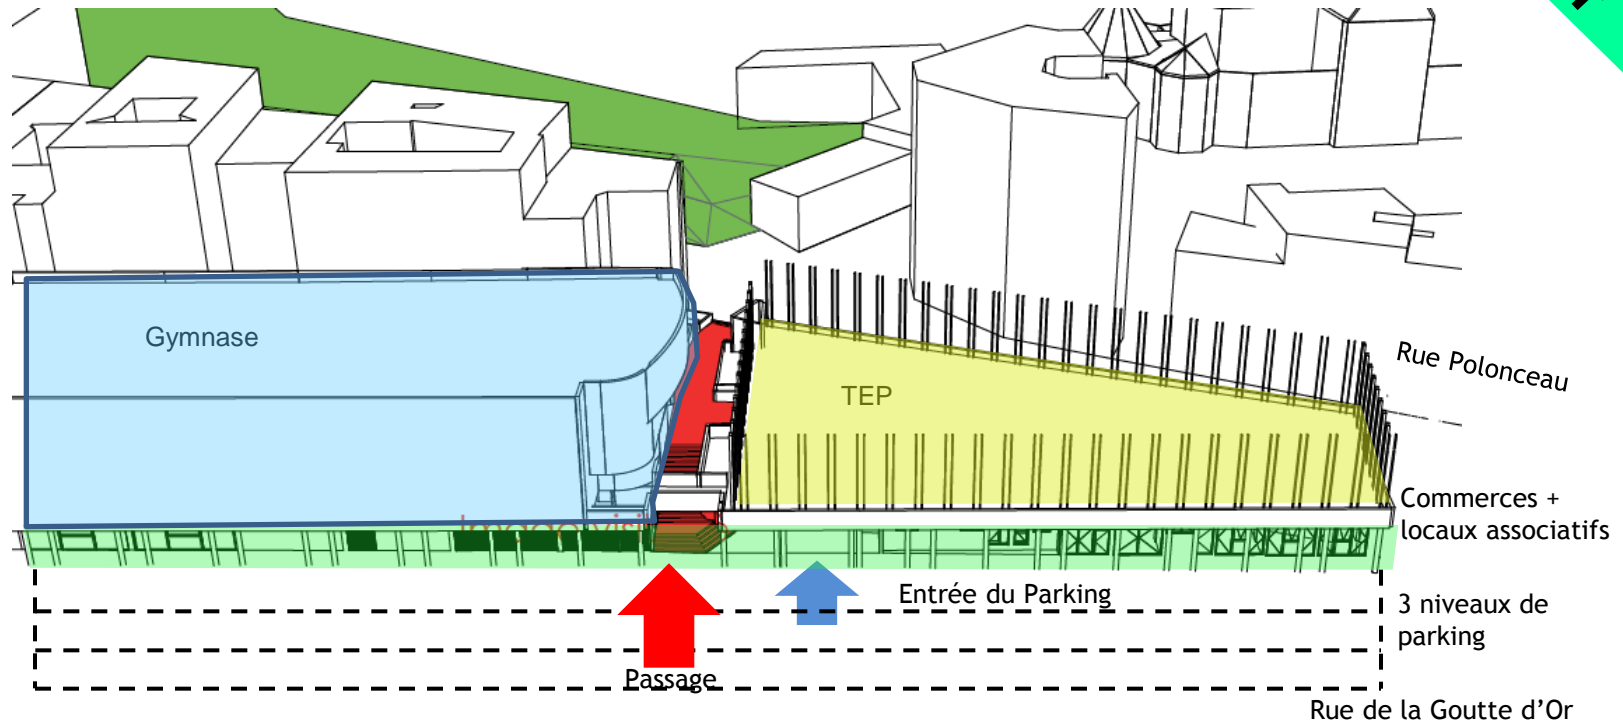 Gymnase
TEP
Rue Polonceau
Commerces +
locaux associatifs
Entrée du Parking
3 niveaux de
parking
Passage
Rue de la Goutte d'Or